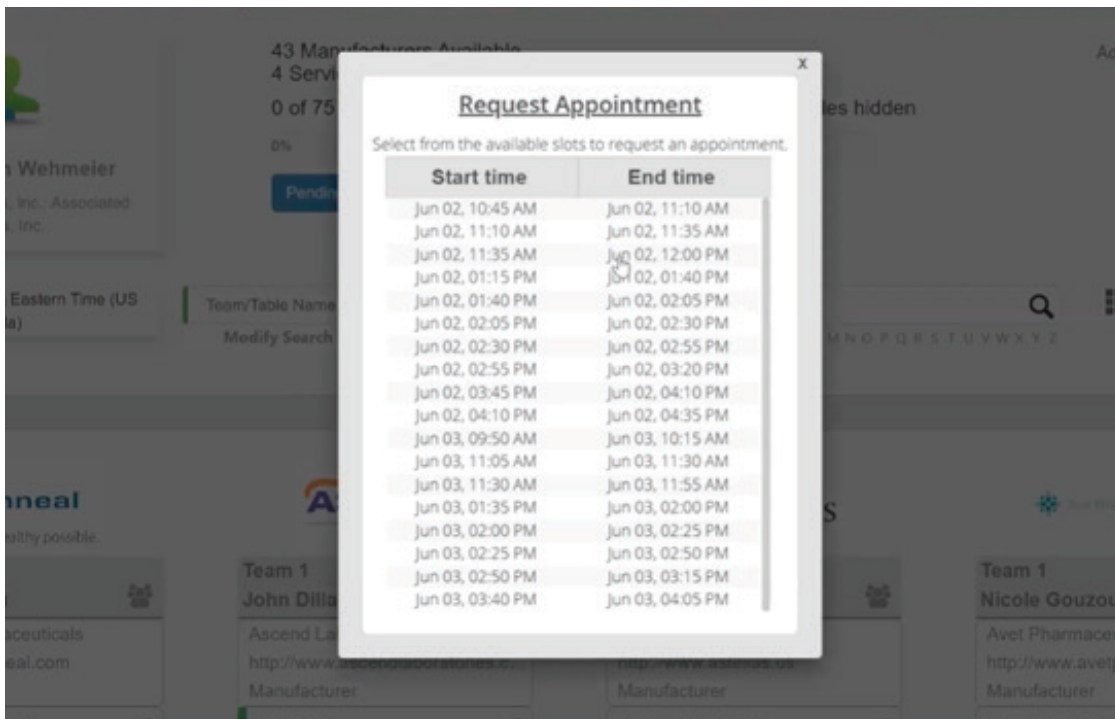 43 Manufacturers Available
4 Servi
0 of 75
les hidden
0%
Pendin
Wehmeier
Inc., Associated
Inc.
Eastern Time (US
Team/Table Name
Modify Search
M N O P Q R S T U V W X Y Z
x
Request Appointment
Select from the available slots to request an appointment.
Start time End time
Jun 02, 10:45 AM Jun 02, 11:10 AM
Jun 02, 11:10 AM Jun 02, 11:35 AM
Jun 02, 11:35 AM Jun 02, 12:00 PM
Jun 02, 01:15 PM Jun 02, 01:40 PM
Jun 02, 01:40 PM Jun 02, 02:05 PM
Jun 02, 02:05 PM Jun 02, 02:30 PM
Jun 02, 02:30 PM Jun 02, 02:55 PM
Jun 02, 02:55 PM Jun 02, 03:20 PM
Jun 02, 03:45 PM Jun 02, 04:10 PM
Jun 02, 04:10 PM Jun 02, 04:35 PM
Jun 03, 09:50 AM Jun 03, 10:15 AM
Jun 03, 11:05 AM Jun 03, 11:30 AM
Jun 03, 11:30 AM Jun 03, 11:55 AM
Jun 03, 01:35 PM Jun 03, 02:00 PM
Jun 03, 02:00 PM Jun 03, 02:25 PM
Jun 03, 02:25 PM Jun 03, 02:50 PM
Jun 03, 02:50 PM Jun 03, 03:15 PM
Jun 03, 03:40 PM Jun 03, 04:05 PM
nneal
althy possible.
aceuticals
eal.com
Team 1
John Dilla
Ascend La
http://www.ascendlaboratories.c..
Manufacturer
http://www.astexus.us
Manufacturer
Team 1
Nicole Gouzou
Avet Pharmace
http://www.avetp
Manufacturer